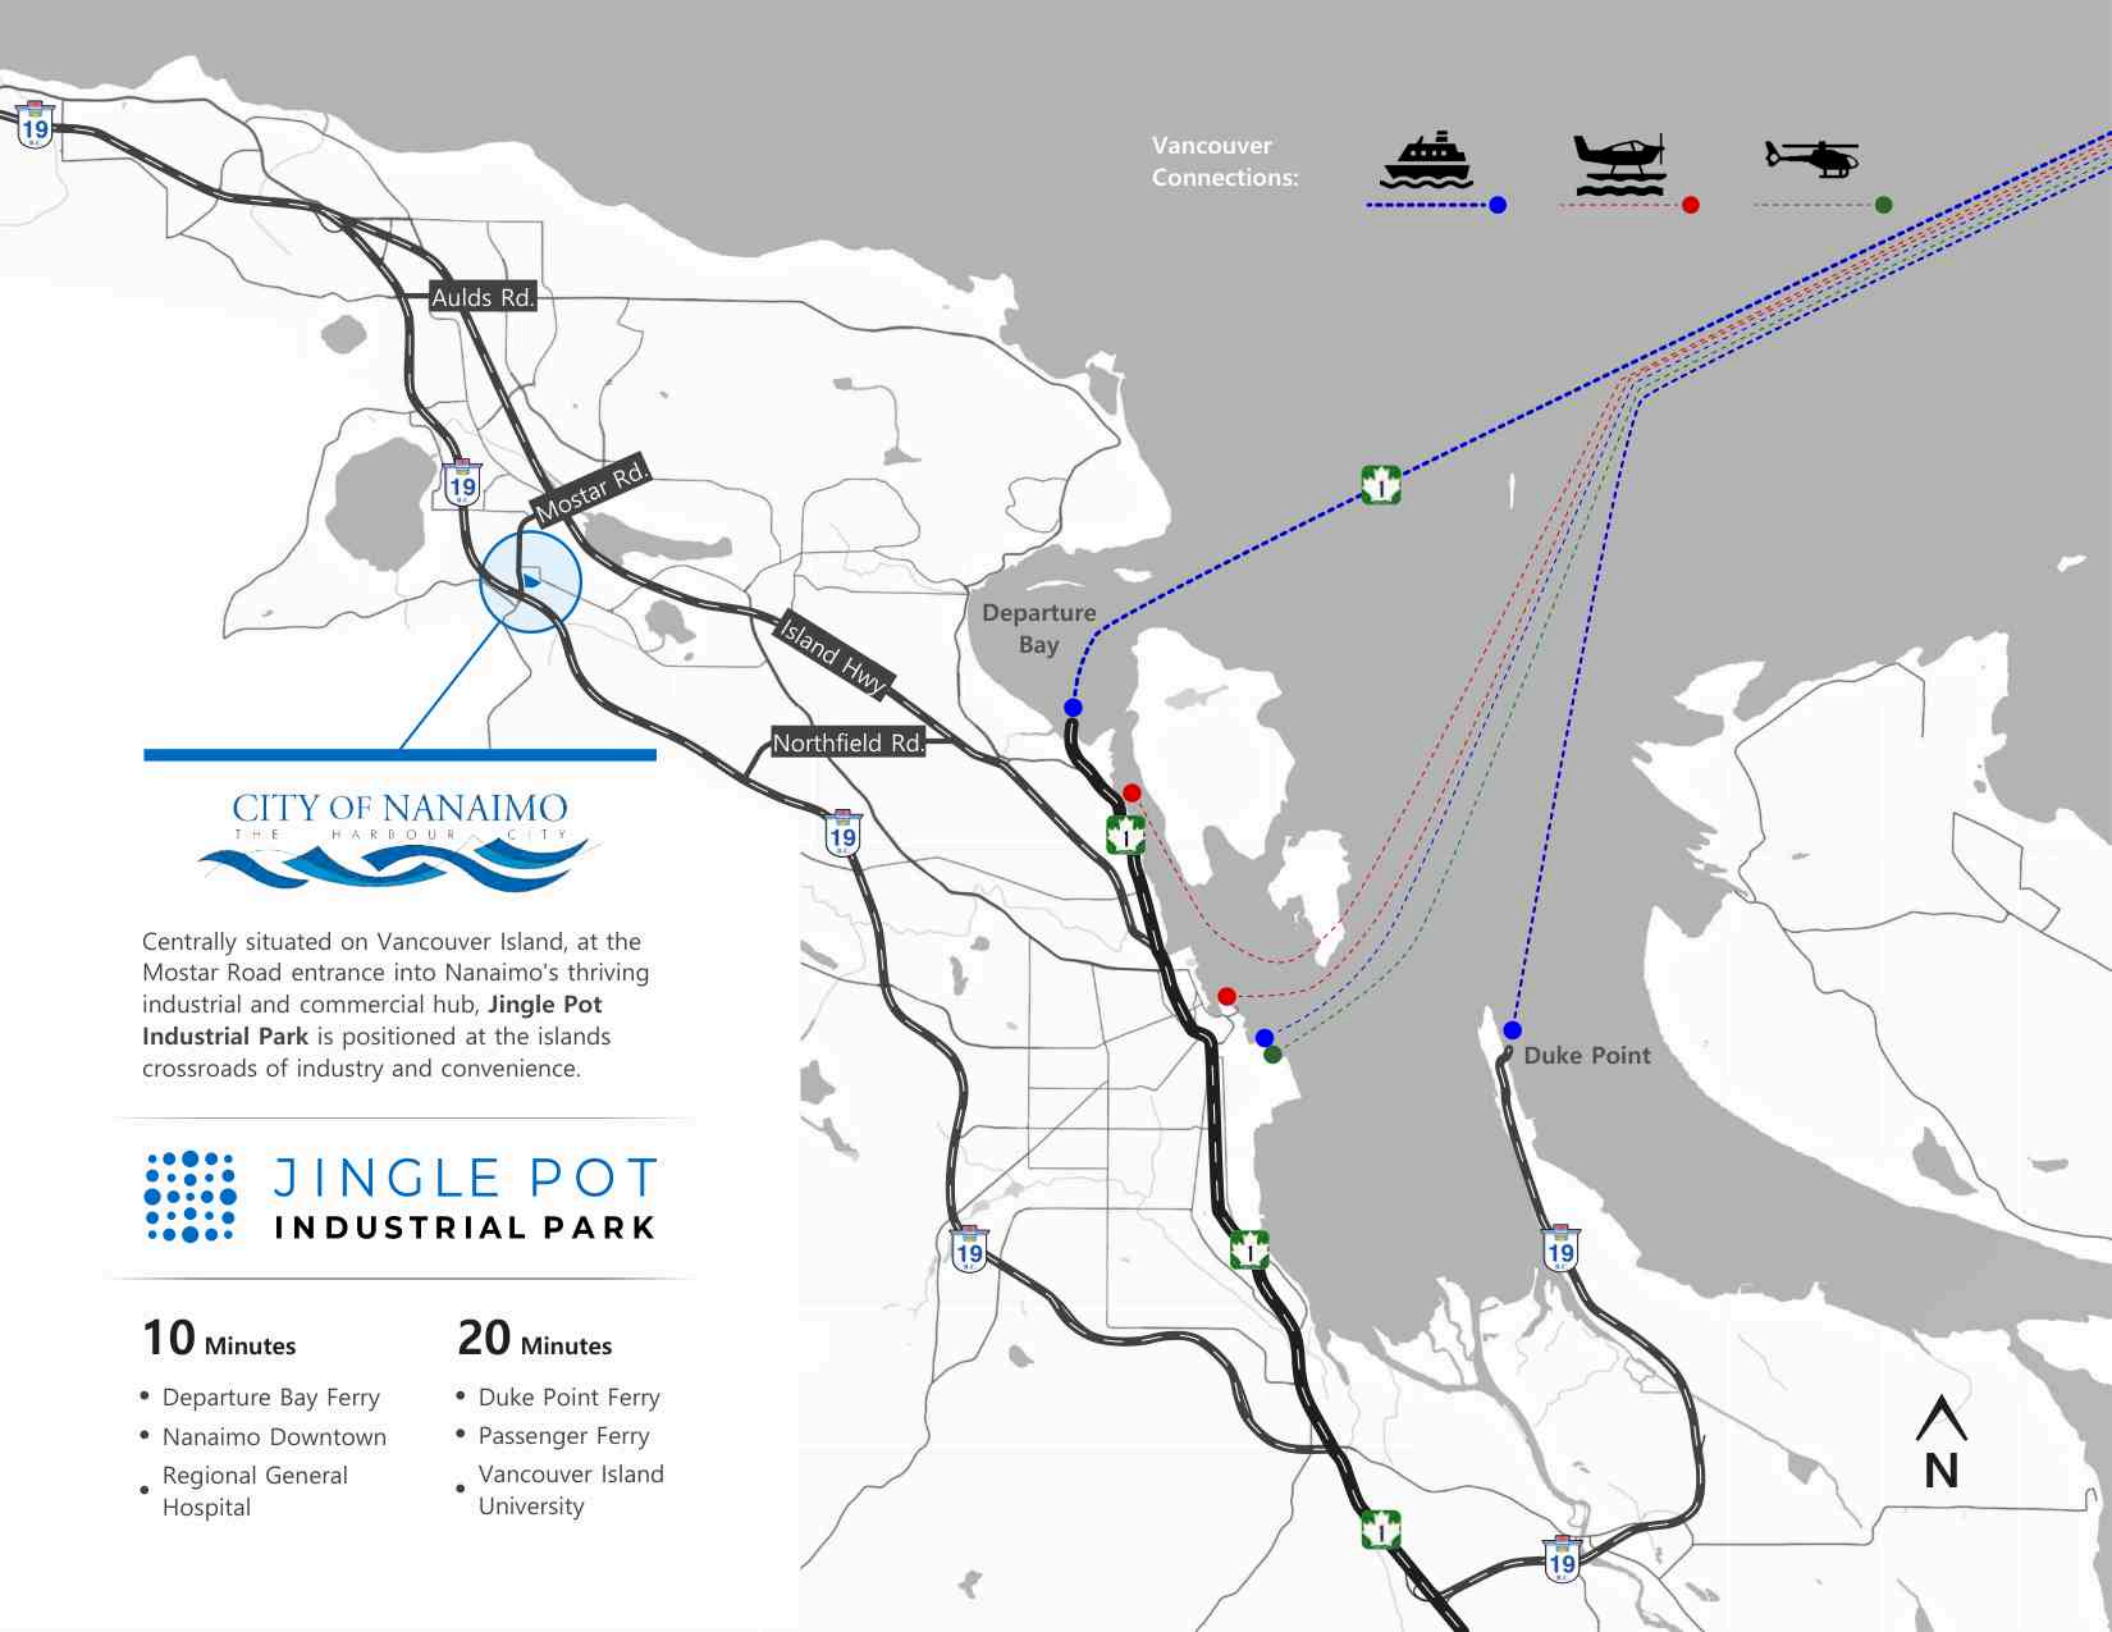 19
B.C.
Vancouver
Connections:
Aulds Rd.
19
B.C.
Mostar Rd.
1
Departure
Bay
Island Hwy
Northfield Rd.
CITY OF NANAIMO
THE HARBOUR CITY
19
B.C.
1
Centrally situated on Vancouver Island, at the
Mostar Road entrance into Nanaimo's thriving
industrial and commercial hub, Jingle Pot
Industrial Park is positioned at the islands
crossroads of industry and convenience.
Duke Point
JINGLE POT
INDUSTRIAL PARK
19
B.C.
1
19
B.C.
10 Minutes
• Departure Bay Ferry
• Nanaimo Downtown
• Regional General
Hospital
20 Minutes
• Duke Point Ferry
• Passenger Ferry
• Vancouver Island
University
N
1
19
B.C.